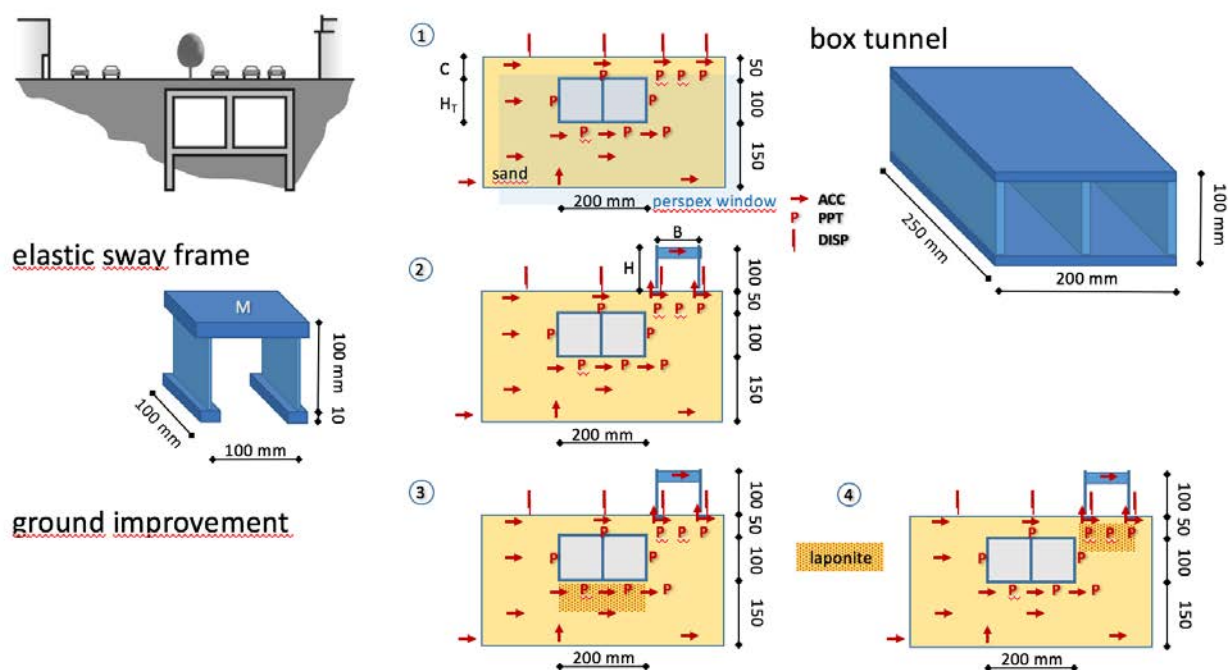 box tunnel
100 mm
250 mm
200 mm
elastic sway frame
M
100 mm
10
100 mm
100 mm
ground improvement
1
C
H_T
P
P
P
P
P
P
P
P
P
sand
50
100
150
200 mm
perspex window
ACC
P PPT
DISP
2
B
H
P
P
P
P
P
P
P
P
P
100
50
100
150
200 mm
3
P
P
P
P
P
P
P
P
P
100
50
100
150
200 mm
4
laponite
P
P
P
P
P
P
P
P
P
100
50
100
150
200 mm